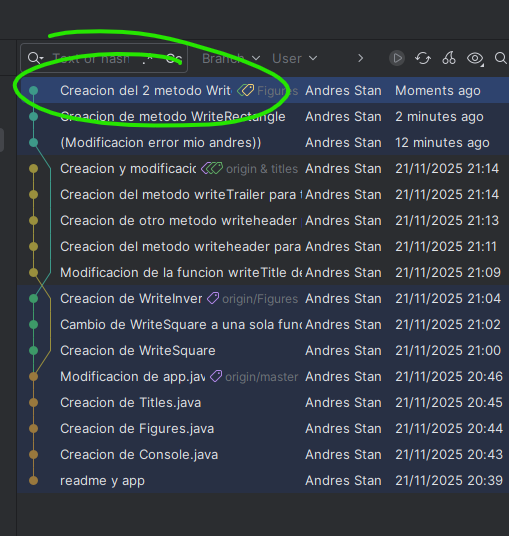 Text or hash .* Cc Branch User
Creacion del 2 metodo Writ Figures Andres Stan Moments ago
Creacion de metodo WriteRectangle Andres Stan 2 minutes ago
(Modificacion error mio andres)) Andres Stan 12 minutes ago
Creacion y modificacio origin & titles Andres Stan 21/11/2025 21:14
Creacion del metodo writeTrailer para t Andres Stan 21/11/2025 21:14
Creacion de otro metodo writeheader Andres Stan 21/11/2025 21:13
Creacion del metodo writeheader para Andres Stan 21/11/2025 21:11
Modificacion de la funcion writeTitle de Andres Stan 21/11/2025 21:09
Creacion de WriteInver origin/Figures Andres Stan 21/11/2025 21:04
Cambio de WriteSquare a una sola func Andres Stan 21/11/2025 21:02
Creacion de WriteSquare Andres Stan 21/11/2025 21:00
Modificacion de app.jav origin/master Andres Stan 21/11/2025 20:46
Creacion de Titles.java Andres Stan 21/11/2025 20:45
Creacion de Figures.java Andres Stan 21/11/2025 20:44
Creacion de Console.java Andres Stan 21/11/2025 20:43
readme y app Andres Stan 21/11/2025 20:39